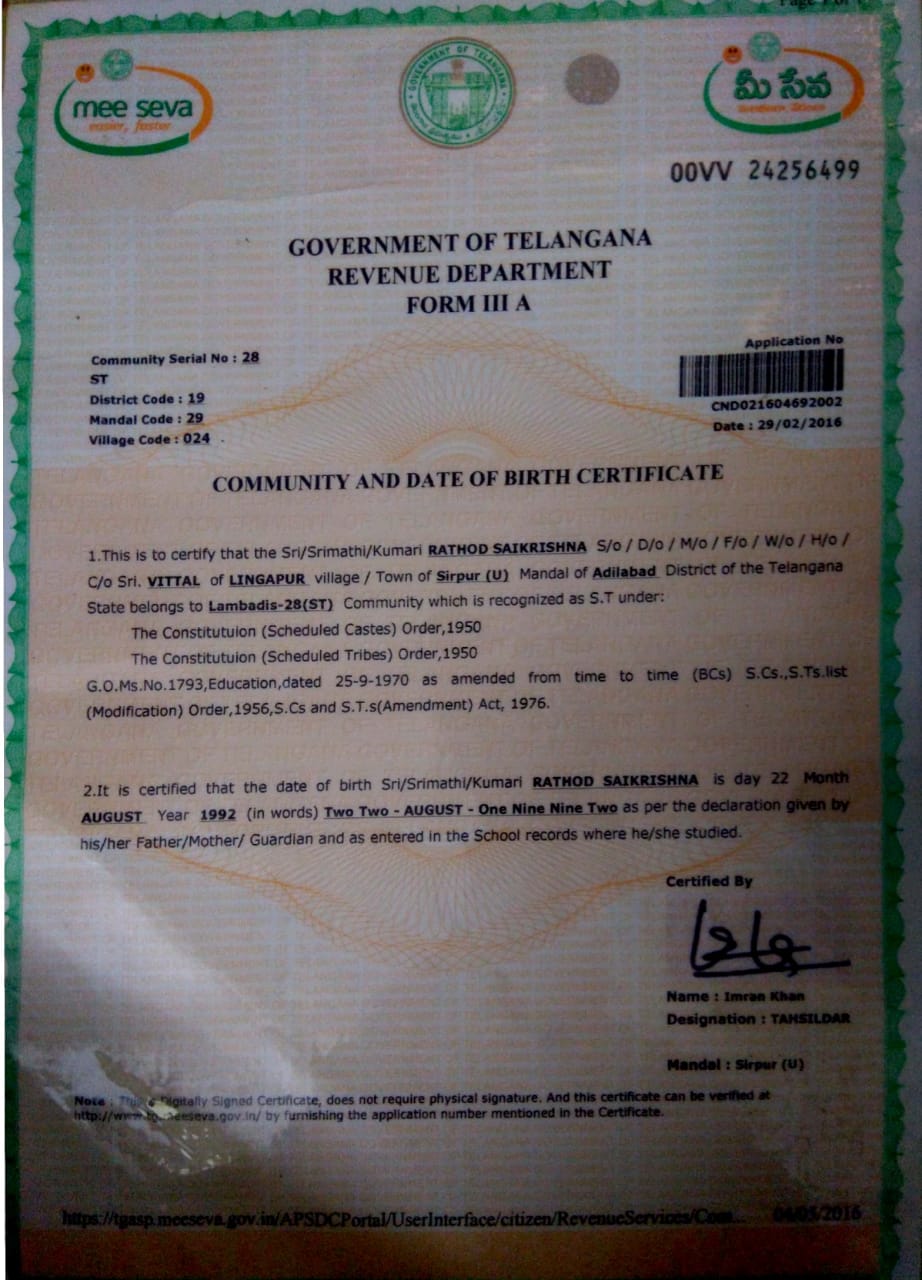 Page 1 of 1
mee seva
easier, faster
GOVERNMENT OF TELANGANA
మీ సేవ
00VV 24256499
GOVERNMENT OF TELANGANA
REVENUE DEPARTMENT
FORM III A
Community Serial No : 28
ST
District Code : 19
Mandal Code : 29
Village Code : 024
Application No
CND021604692002
Date : 29/02/2016
COMMUNITY AND DATE OF BIRTH CERTIFICATE
1.This is to certify that the Sri/Srimathi/Kumari RATHOD SAIKRISHNA S/o / D/o / M/o / F/o / W/o / H/o /
C/o Sri. VITTAL of LINGAPUR village / Town of Sirpur (U) Mandal of Adilabad District of the Telangana
State belongs to Lambadis-28(ST) Community which is recognized as S.T under:
The Constitutuion (Scheduled Castes) Order,1950
The Constitutuion (Scheduled Tribes) Order,1950
G.O.Ms.No.1793,Education,dated 25-9-1970 as amended from time to time (BCs) S.Cs.,S.Ts.list
(Modification) Order,1956,S.Cs and S.T.s(Amendment) Act, 1976.
2.It is certified that the date of birth Sri/Srimathi/Kumari RATHOD SAIKRISHNA is day 22 Month
AUGUST Year 1992 (in words) Two Two - AUGUST - One Nine Nine Two as per the declaration given by
his/her Father/Mother/ Guardian and as entered in the School records where he/she studied.
Certified By
Name : Imran Khan
Designation : TAHSILDAR
Mandal : Sirpur (U)
Note : This is Digitally Signed Certificate, does not require physical signature. And this certificate can be verified at
http://www.tg.meeseva.gov.in/ by furnishing the application number mentioned in the Certificate.
https://tgasp.meeseva.gov.in/APSDCPortal/UserInterface/citizen/RevenueServices/Com... 04/03/2016